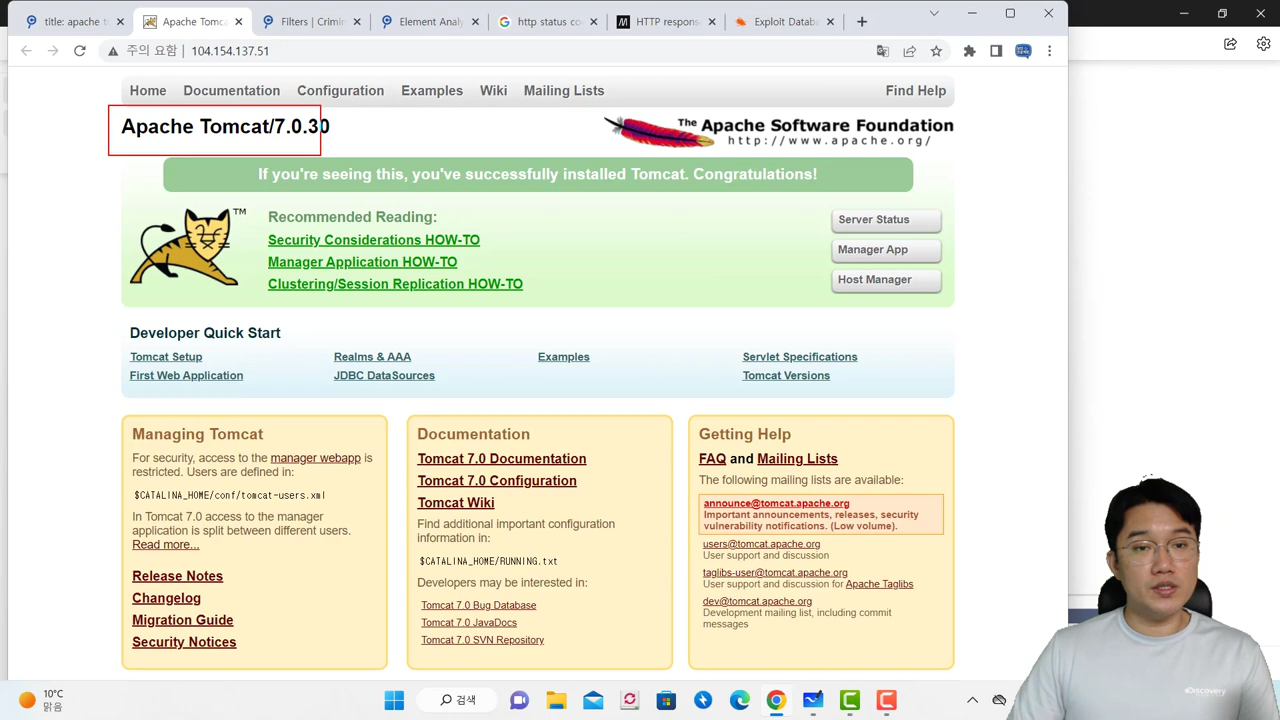 title: apache to
Apache Tomca
Filters | Crimin
Element Analy
http status co
HTTP respons
Exploit Datab
주의 요함
104.154.137.51
Home
Documentation
Configuration
Examples
Wiki
Mailing Lists
Find Help
Apache Tomcat/7.0.30
The Apache Software Foundation
http://www.apache.org/
If you're seeing this, you've successfully installed Tomcat. Congratulations!
TM
Recommended Reading:
Security Considerations HOW-TO
Manager Application HOW-TO
Clustering/Session Replication HOW-TO
Server Status
Manager App
Host Manager
Developer Quick Start
Tomcat Setup
Realms & AAA
Examples
Servlet Specifications
First Web Application
JDBC DataSources
Tomcat Versions
Managing Tomcat
For security, access to the manager webapp is
restricted. Users are defined in:
$CATALINA_HOME/conf/tomcat-users.xml
In Tomcat 7.0 access to the manager
application is split between different users.
Read more...
Release Notes
Changelog
Migration Guide
Security Notices
Documentation
Tomcat 7.0 Documentation
Tomcat 7.0 Configuration
Tomcat Wiki
Find additional important configuration
information in:
$CATALINA_HOME/RUNNING.txt
Developers may be interested in:
Tomcat 7.0 Bug Database
Tomcat 7.0 JavaDocs
Tomcat 7.0 SVN Repository
Getting Help
FAQ and Mailing Lists
The following mailing lists are available:
announce@tomcat.apache.org
Important announcements, releases, security
vulnerability notifications. (Low volume).
users@tomcat.apache.org
User support and discussion
taglibs-user@tomcat.apache.org
User support and discussion for Apache Taglibs
dev@tomcat.apache.org
Development mailing list, including commit
messages
Discovery
10°C
맑음
검색